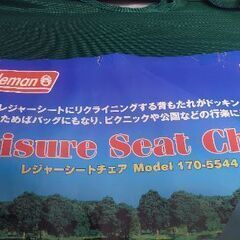 eman
レジャーシートにリクライニングする背もたれがドッキン
ためばバッグにもなり、ピクニックや公園などの行楽に
isure Seat Ch
レジャーシートチェア Model 170-5544